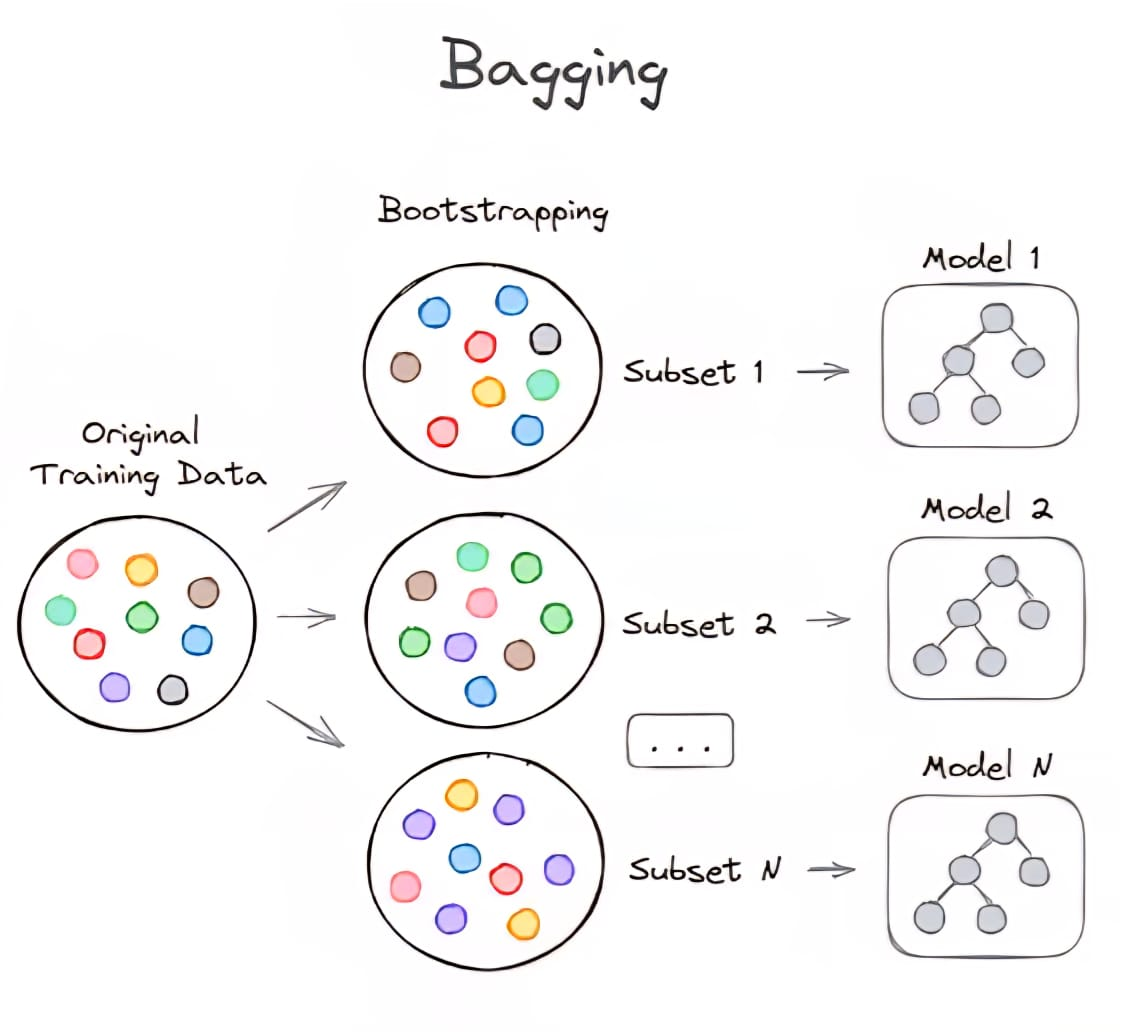 Bagging
Bootstrapping
Original
Training Data
Subset 1
Model 1
Subset 2
Model 2
. . .
Subset N
Model N